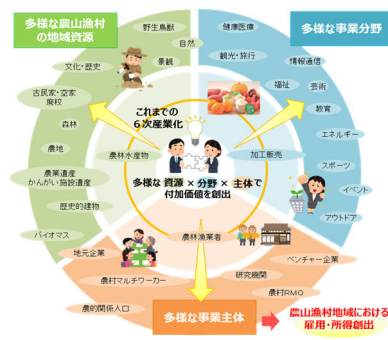 多様な農山漁村
の地域資源
多様な事業分野
野生鳥獣
自然
景観
文化・歴史
古民家・空家
廃校
森林
農地
農業遺産
かんがい施設遺産
歴史的建物
バイオマス
健康医療
観光・旅行
情報通信
福祉
芸術
教育
エネルギー
スポーツ
イベント
アウトドア
これまでの
6次産業化
農林水産物
加工販売
多様な 資源 × 分野 × 主体で
付加価値を創出
農林漁業者
地元企業
農村マルチワーカー
農的関係人口
ベンチャー企業
研究機関
農村RMO
多様な事業主体
農山漁村地域における
雇用・所得創出